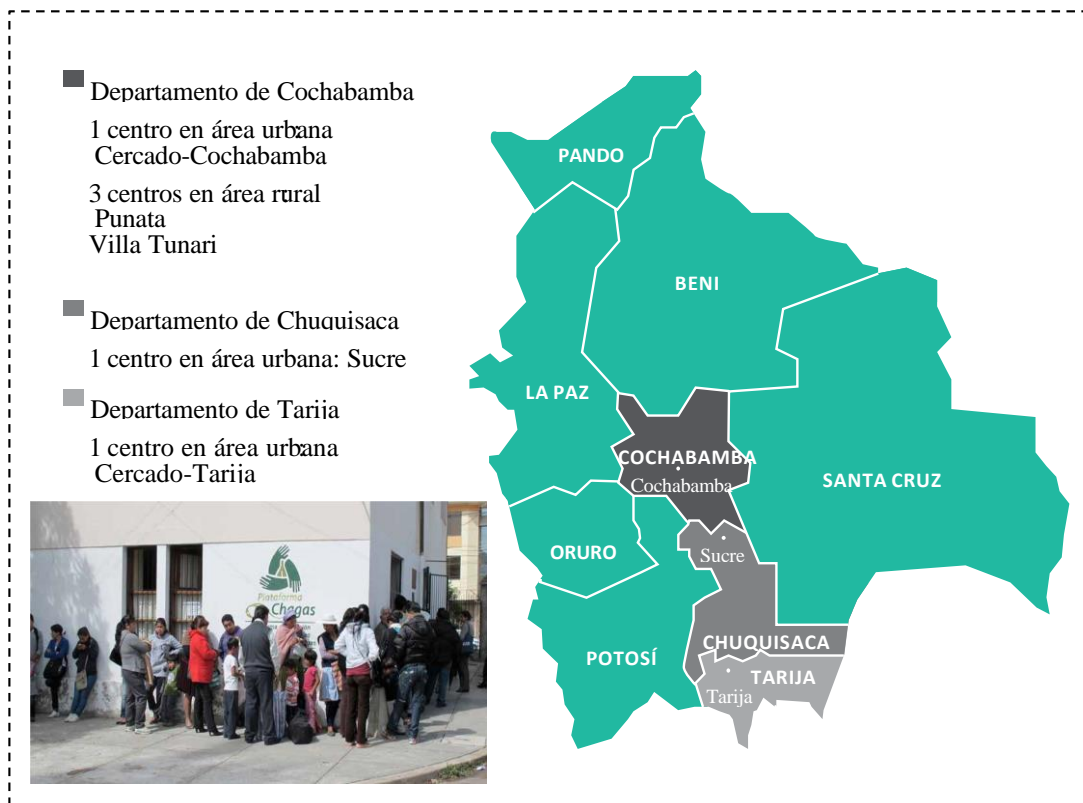 Departamento de Cochabamba
1 centro en área urbana
Cercado-Cochabamba
3 centros en área rural
Punata
Villa Tunari
Departamento de Chuquisaca
1 centro en área urbana: Sucre
Departamento de Tarija
1 centro en área urbana
Cercado-Tarija
PANDO
BENI
LA PAZ
COCHABAMBA
Cochabamba
SANTA CRUZ
ORURO
Sucre
POTOSÍ
CHUQUISACA
TARIJA
Tarija
Plataforma
Chagas